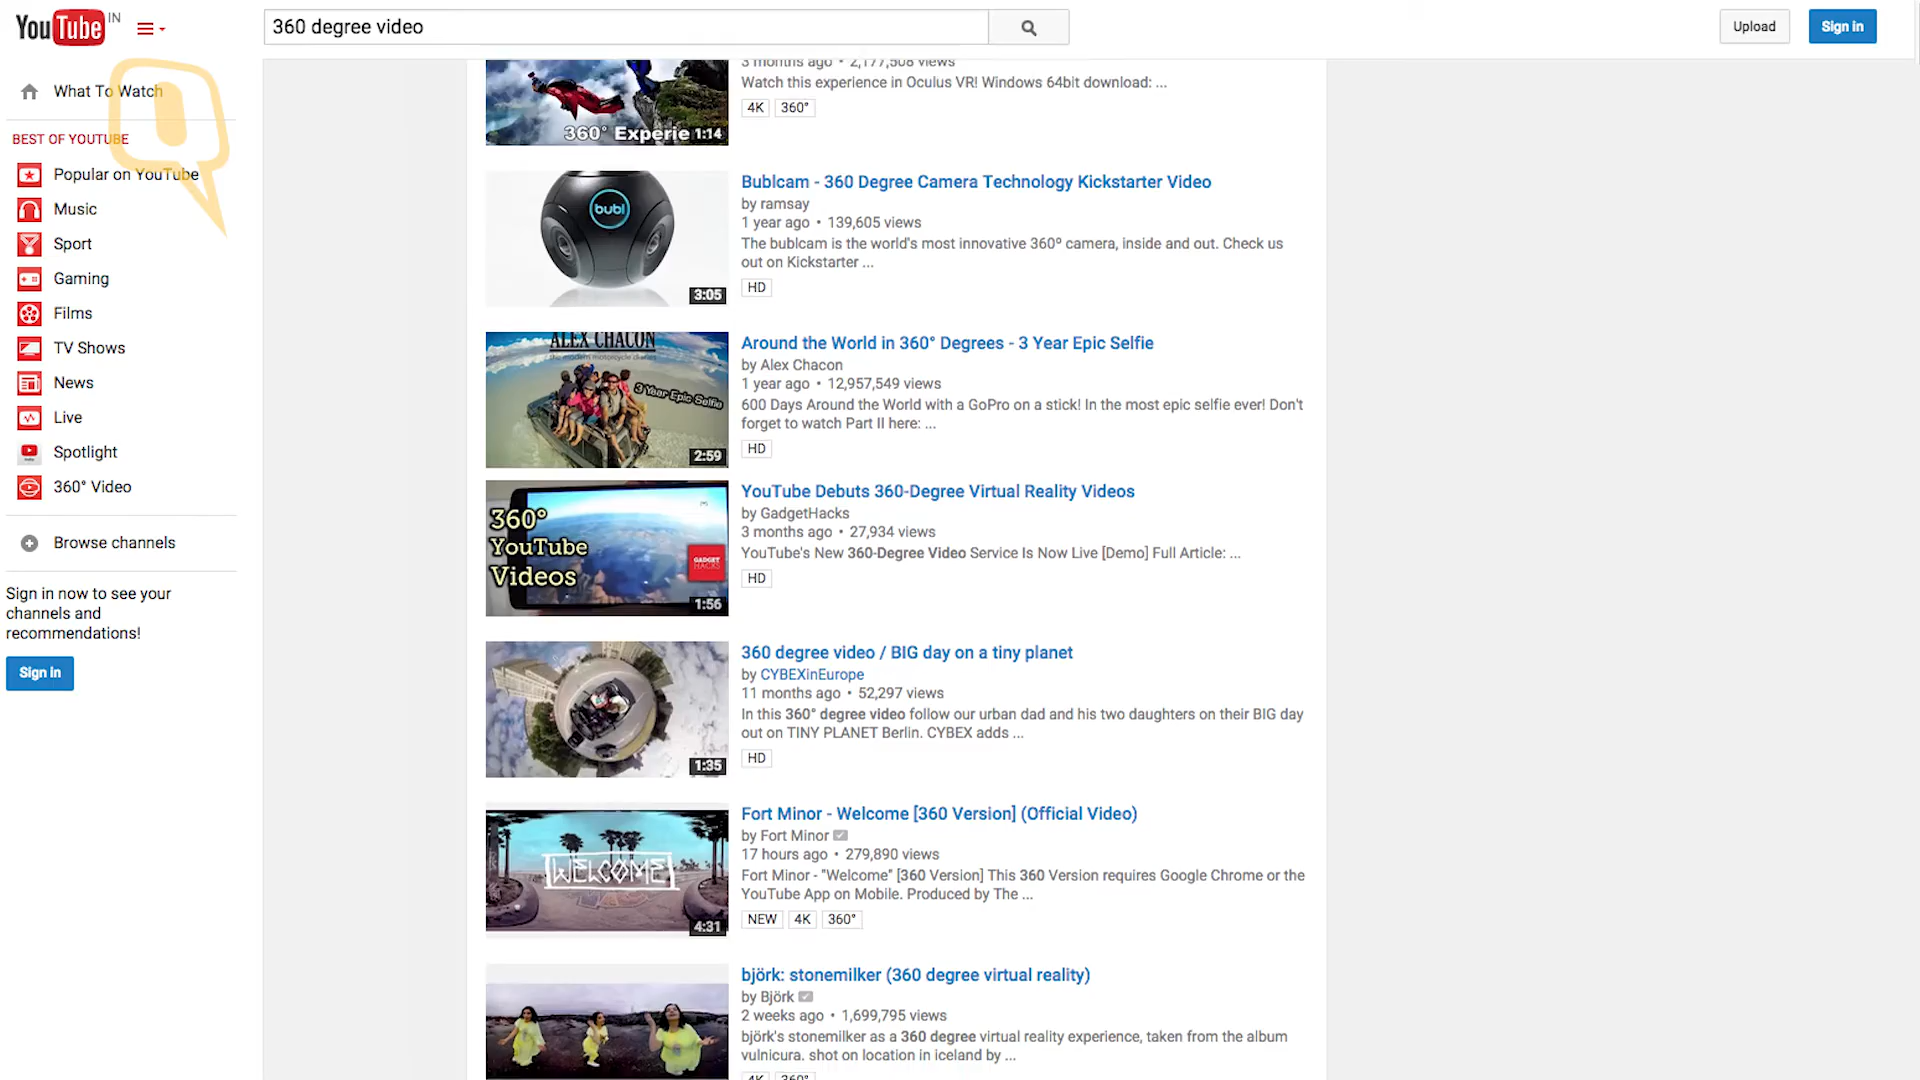 YouTube IN
360 degree video
Upload
Sign in
What To Watch
BEST OF YOUTUBE
Popular on YouTube
Music
Sport
Gaming
Films
TV Shows
News
Live
Spotlight
360° Video
Browse channels
Sign in now to see your
channels and
recommendations!
Sign in
3 months ago • 2,177,508 views
Watch this experience in Oculus VR! Windows 64bit download: ...
4K 360°
360° Experie 1:14
Bublcam - 360 Degree Camera Technology Kickstarter Video
by ramsay
1 year ago • 139,605 views
The bublcam is the world's most innovative 360º camera, inside and out. Check us
out on Kickstarter ...
HD
bubl
3:05
Around the World in 360° Degrees - 3 Year Epic Selfie
by Alex Chacon
1 year ago • 12,957,549 views
600 Days Around the World with a GoPro on a stick! In the most epic selfie ever! Don't
forget to watch Part II here: ...
HD
ALEX CHACON
the modern motorcycle diaries
3 Year Epic Selfie
2:59
YouTube Debuts 360-Degree Virtual Reality Videos
by GadgetHacks
3 months ago • 27,934 views
YouTube's New 360-Degree Video Service Is Now Live [Demo] Full Article: ...
HD
360°
YouTube
Videos
GADGET
HACKS
1:56
360 degree video / BIG day on a tiny planet
by CYBEXinEurope
11 months ago • 52,297 views
In this 360° degree video follow our urban dad and his two daughters on their BIG day
out on TINY PLANET Berlin. CYBEX adds ...
HD
1:35
Fort Minor - Welcome [360 Version] (Official Video)
by Fort Minor
17 hours ago • 279,890 views
Fort Minor - "Welcome" [360 Version] This 360 Version requires Google Chrome or the
YouTube App on Mobile. Produced by The ...
NEW 4K 360°
WELCOME
4:31
björk: stonemilker (360 degree virtual reality)
by Björk
2 weeks ago • 1,699,795 views
björk's stonemilker as a 360 degree virtual reality experience, taken from the album
vulnicura. shot on location in iceland by ...
4K 360°